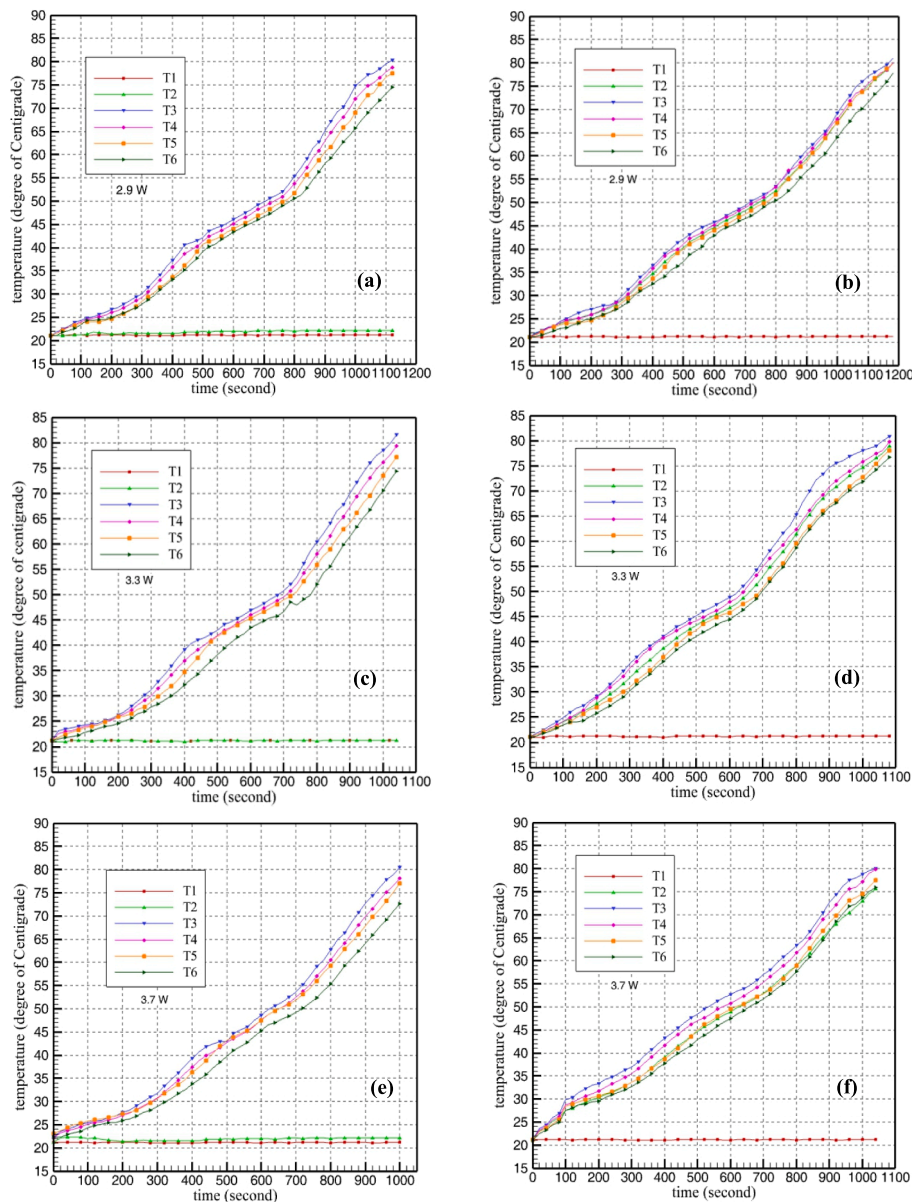 90
85
80
75
70
65
60
55
50
45
40
35
30
25
20
15
temperature (degree of Centigrade)
T1
T2
T3
T4
T5
T6
2.9 W
(a)
0 100 200 300 400 500 600 700 800 900 1000 1100 1200
time (second)
90
85
80
75
70
65
60
55
50
45
40
35
30
25
20
15
temperature (degree of Centigrade)
T1
T2
T3
T4
T5
T6
2.9 W
(b)
0 100 200 300 400 500 600 700 800 900 1000 1100 1200
time (second)
85
80
75
70
65
60
55
50
45
40
35
30
25
20
15
temperature (degree of centigrade)
T1
T2
T3
T4
T5
T6
3.3 W
(c)
0 100 200 300 400 500 600 700 800 900 1000 1100
time (second)
85
80
75
70
65
60
55
50
45
40
35
30
25
20
15
temperature (degree of Centigrade)
T1
T2
T3
T4
T5
T6
3.3 W
(d)
0 100 200 300 400 500 600 700 800 900 1000 1100
time (second)
90
85
80
75
70
65
60
55
50
45
40
35
30
25
20
15
temperature (degree of Centigrade)
T1
T2
T3
T4
T5
T6
3.7 W
(e)
0 100 200 300 400 500 600 700 800 900 1000
time (second)
90
85
80
75
70
65
60
55
50
45
40
35
30
25
20
15
temperature (degree of Centigrade)
T1
T2
T3
T4
T5
T6
3.7 W
(f)
0 100 200 300 400 500 600 700 800 900 1000 1100
time (second)